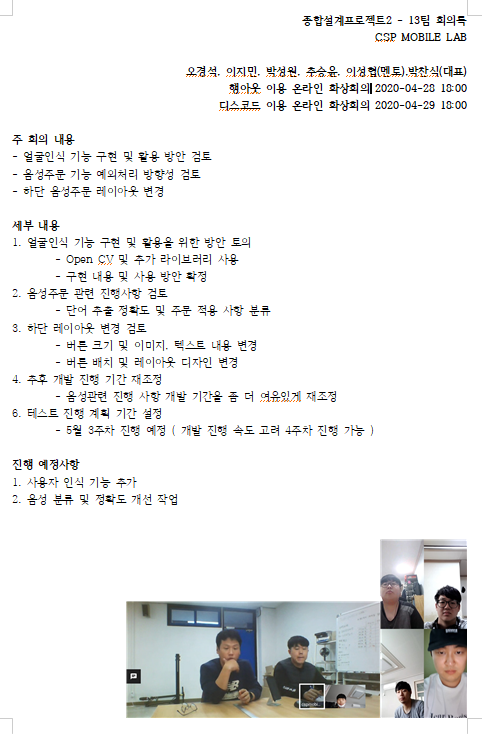 종합설계프로젝트2 - 13팀 회의록
CSP MOBILE LAB
오경석, 이지민, 박성원, 추승윤, 이성협(멘토),박찬식(대표)
행아웃 이용 온라인 화상회의 2020-04-28 18:00
디스코드 이용 온라인 화상회의 2020-04-29 18:00
주 회의 내용
- 얼굴인식 기능 구현 및 활용 방안 검토
- 음성주문 기능 예외처리 방향성 검토
- 하단 음성주문 레이아웃 변경
세부 내용
1. 얼굴인식 기능 구현 및 활용을 위한 방안 토의
- Open CV 및 추가 라이브러리 사용
- 구현 내용 및 사용 방안 확정
2. 음성주문 관련 진행사항 검토
- 단어 추출 정확도 및 주문 적용 사항 분류
3. 하단 레이아웃 변경 검토
- 버튼 크기 및 이미지, 텍스트 내용 변경
- 버튼 배치 및 레이아웃 디자인 변경
4. 추후 개발 진행 기간 재조정
- 음성관련 진행 사항 개발 기간을 좀 더 여유있게 재조정
6. 테스트 진행 계획 기간 설정
- 5월 3주차 진행 예정 ( 개발 진행 속도 고려 4주차 진행 가능 )
진행 예정사항
1. 사용자 인식 기능 추가
2. 음성 분류 및 정확도 개선 작업